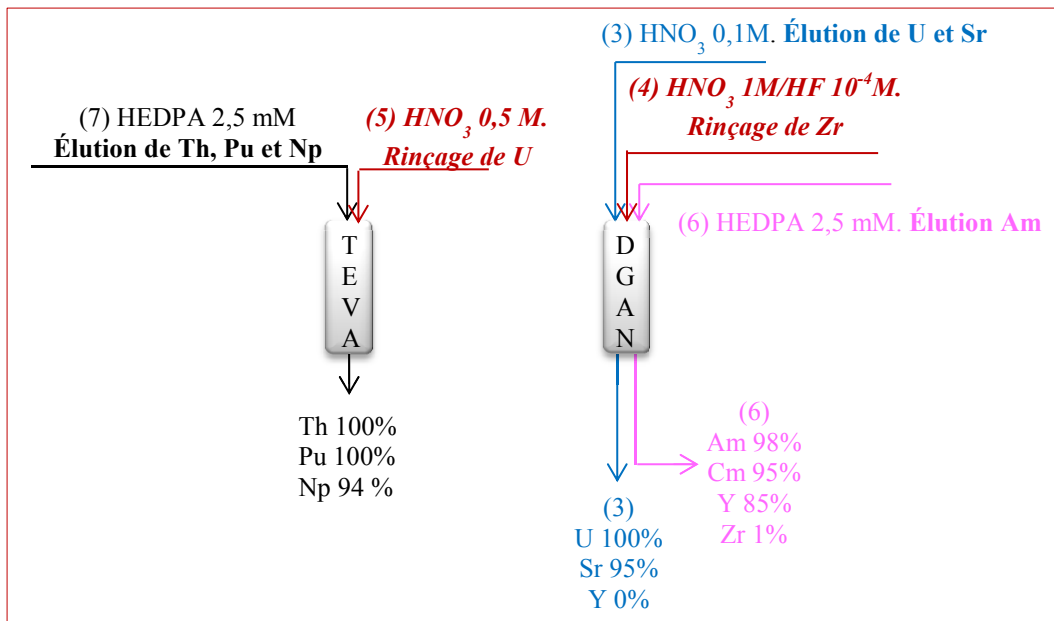 (3) HNO3 0,1M. Élution de U et Sr
(4) HNO3 1M/HF 10-4M.
Rinçage de Zr
(7) HEDPA 2,5 mM
Élution de Th, Pu et Np
(5) HNO3 0,5 M.
Rinçage de U
(6) HEDPA 2,5 mM. Élution Am
T
E
V
A
D
G
A
N
Th 100%
Pu 100%
Np 94 %
(6)
Am 98%
Cm 95%
Y 85%
Zr 1%
(3)
U 100%
Sr 95%
Y 0%